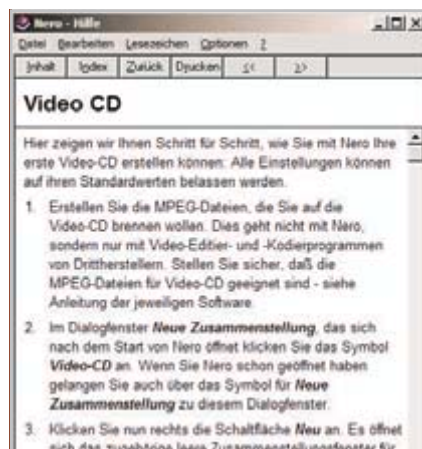 Nero - Hilfe
Datei Bearbeiten Lesezeichen Optionen ?
Inhalt Index Zurück Drucken << >>
Video CD
Hier zeigen wir Ihnen Schritt für Schritt, wie Sie mit Nero Ihre
erste Video-CD erstellen können: Alle Einstellungen können
auf ihren Standardwerten belassen werden.
1. Erstellen Sie die MPEG-Dateien, die Sie auf die
Video-CD brennen wollen. Dies geht nicht mit Nero,
sondern nur mit Video-Editier- und -Kodierprogrammen
von Drittherstellern. Stellen Sie sicher, daß die
MPEG-Dateien für Video-CD geeignet sind - siehe
Anleitung der jeweiligen Software.
2. Im Dialogfenster Neue Zusammenstellung, das sich
nach dem Start von Nero öffnet klicken Sie das Symbol
Video-CD an. Wenn Sie Nero schon geöffnet haben
gelangen Sie auch über das Symbol für Neue
Zusammenstellung zu diesem Dialogfenster.
3. Klicken Sie nun rechts die Schaltfläche Neu an. Es öffnet
sich das zugehörige leere Zusammenstellungsfenster für